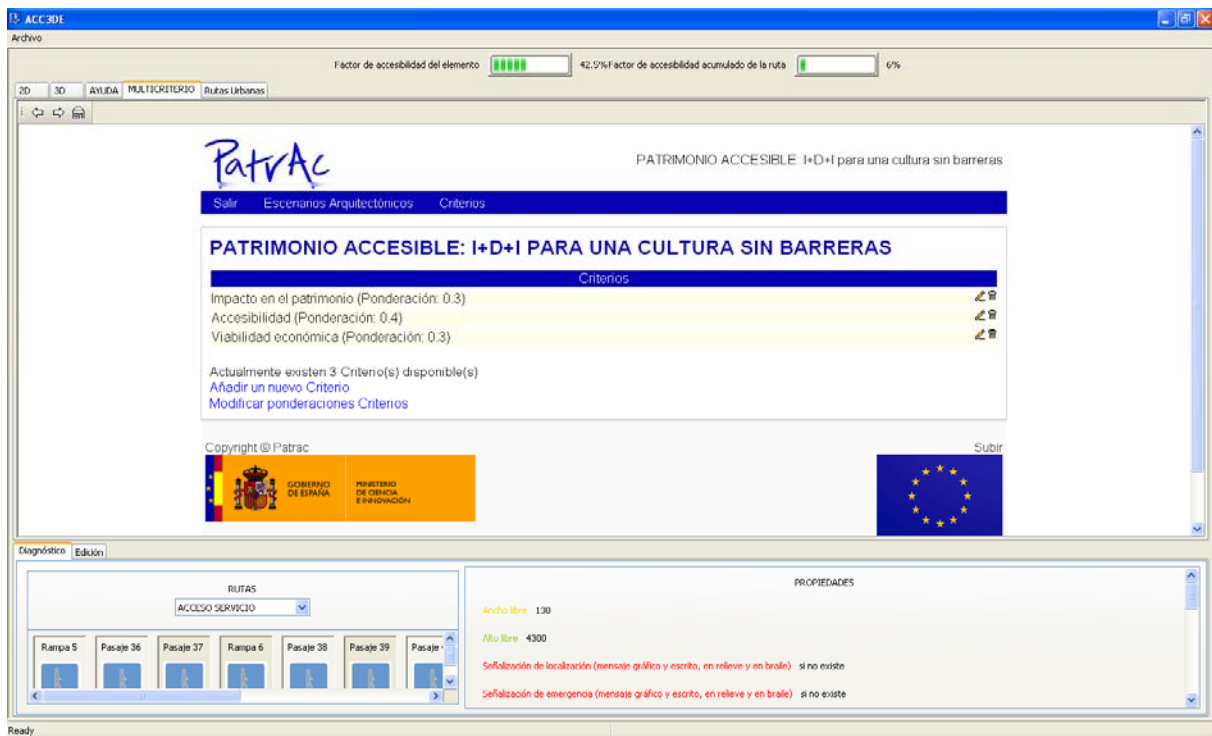 ACC3DE
Archivo
Factor de accesibilidad del elemento 42.5% Factor de accesibilidad acumulado de la ruta 6%
2D 3D AYUDA MULTICRITERIO Rutas Urbanas
PatrAc PATRIMONIO ACCESIBLE: I+D+I para una cultura sin barreras
Salir Escenarios Arquitectónicos Criterios
PATRIMONIO ACCESIBLE: I+D+I PARA UNA CULTURA SIN BARRERAS
Criterios
Impacto en el patrimonio (Ponderación: 0.3)
Accesibilidad (Ponderación: 0.4)
Viabilidad económica (Ponderación: 0.3)
Actualmente existen 3 Criterio(s) disponible(s)
Añadir un nuevo Criterio
Modificar ponderaciones Criterios
Copyright © Patrac Subir
GOBIERNO DE ESPAÑA MINISTERIO DE CIENCIA E INNOVACIÓN
Diagnóstico Edición
RUTAS
ACCESO SERVICIO
Rampa 5 Pasaje 36 Pasaje 37 Rampa 6 Pasaje 38 Pasaje 39 Pasaje
PROPIEDADES
Ancho libre 130
Alto libre 4300
Señalización de localización (mensaje gráfico y escrito, en relieve y en braile) si no existe
Señalización de emergencia (mensaje gráfico y escrito, en relieve y en braile) si no existe
Ready